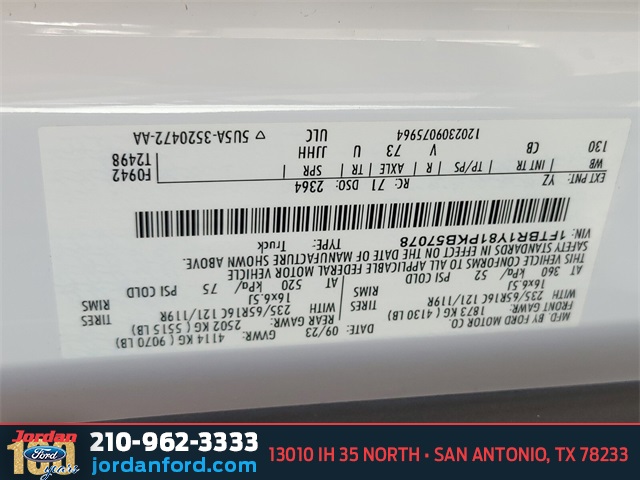 MFD. BY FORD MOTOR CO.
DATE: 09/23 GVWR: 4114 KG ( 9070 LB)
FRONT GAWR: 1873 KG ( 4130 LB) REAR GAWR: 2502 KG ( 5515 LB)
WITH 235/65R16C 121/119R TIRES WITH 235/65R16C 121/119R TIRES
16x6.5J RIMS 16x6.5J RIMS
AT 360 kPa/ 52 PSI COLD 520 kPa/ 75 PSI COLD
THIS VEHICLE CONFORMS TO ALL APPLICABLE FEDERAL MOTOR VEHICLE
SAFETY STANDARDS IN EFFECT ON THE DATE OF MANUFACTURE SHOWN ABOVE.
VIN: 1FTBR1Y81PKB57078 Truck
EXT PNT: YZ RC: 71 DSO: 2364 F0942
WB INT TR TP/PS R AXLE TR SPR T2498
130 CB V 73 U JJHH
1202309075964 ULC ▽ 5U5A-3520472-AA
Jordan
Ford
100
years
210-962-3333
jordanford.com
13010 IH 35 NORTH • SAN ANTONIO, TX 78233